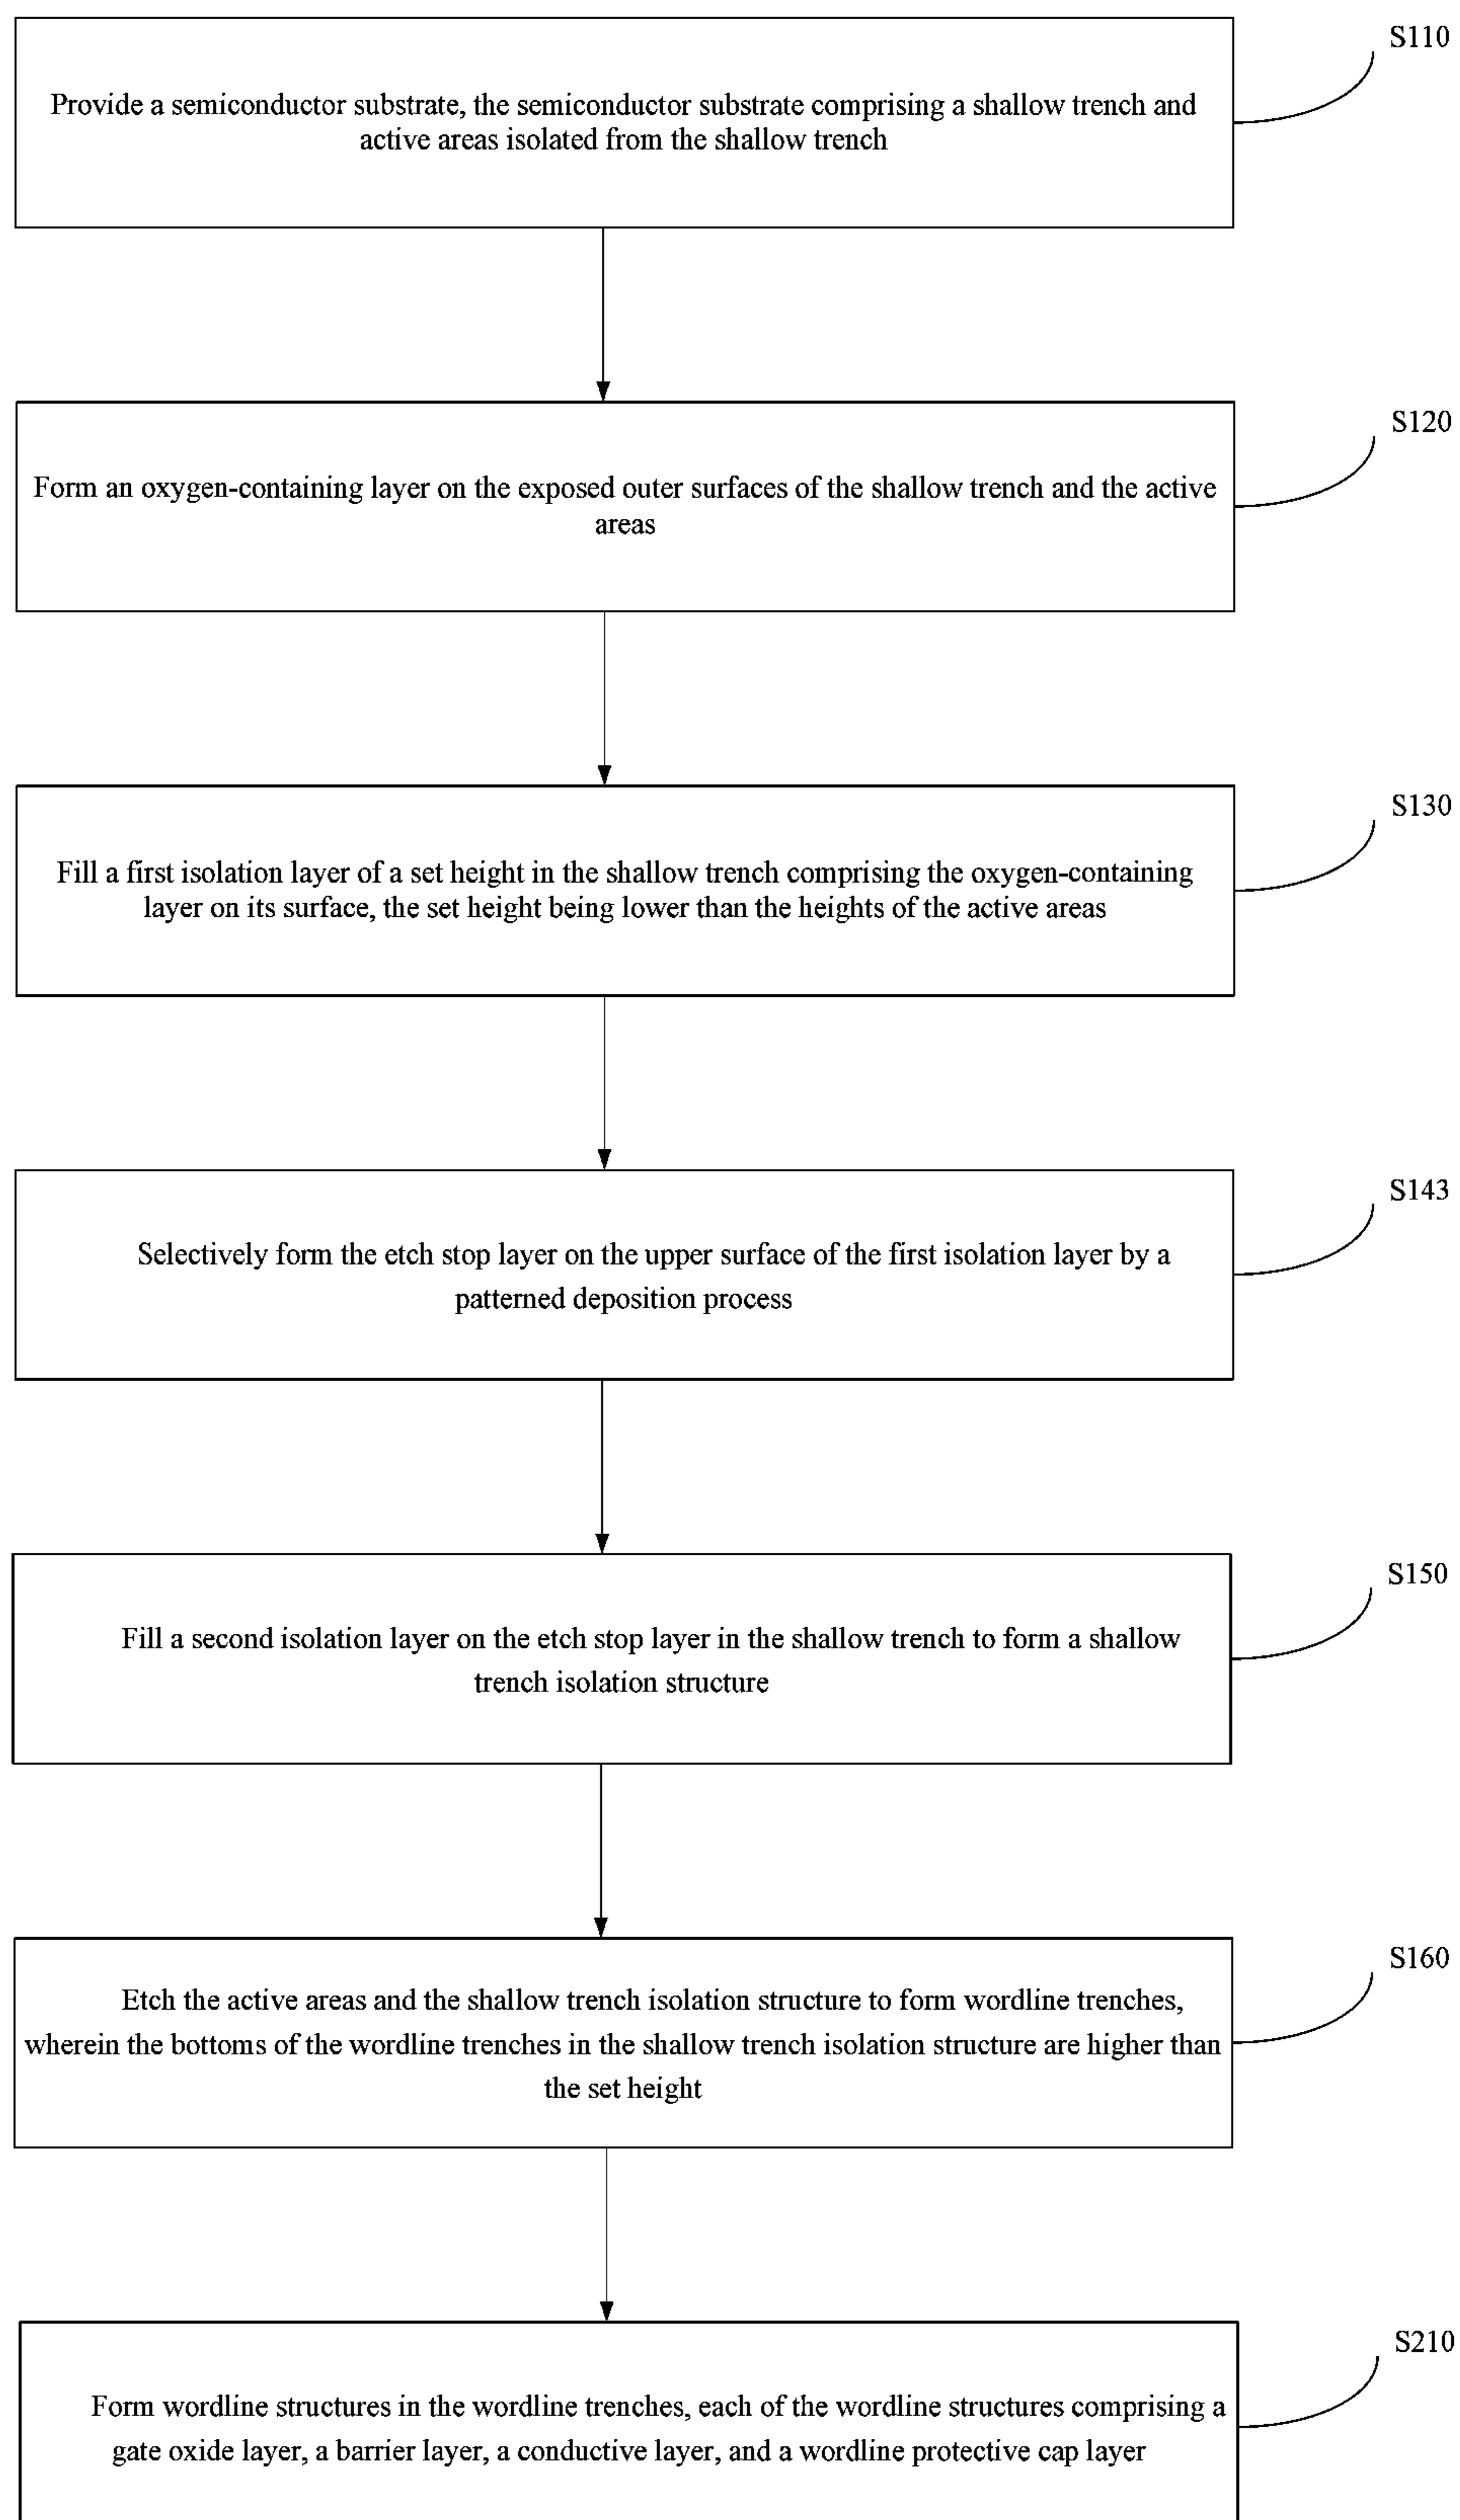 S110
Provide a semiconductor substrate, the semiconductor substrate comprising a shallow trench and
active areas isolated from the shallow trench
S120
Form an oxygen-containing layer on the exposed outer surfaces of the shallow trench and the active
areas
S130
Fill a first isolation layer of a set height in the shallow trench comprising the oxygen-containing
layer on its surface, the set height being lower than the heights of the active areas
S143
Selectively form the etch stop layer on the upper surface of the first isolation layer by a
patterned deposition process
S150
Fill a second isolation layer on the etch stop layer in the shallow trench to form a shallow
trench isolation structure
S160
Etch the active areas and the shallow trench isolation structure to form wordline trenches,
wherein the bottoms of the wordline trenches in the shallow trench isolation structure are higher than
the set height
S210
Form wordline structures in the wordline trenches, each of the wordline structures comprising a
gate oxide layer, a barrier layer, a conductive layer, and a wordline protective cap layer